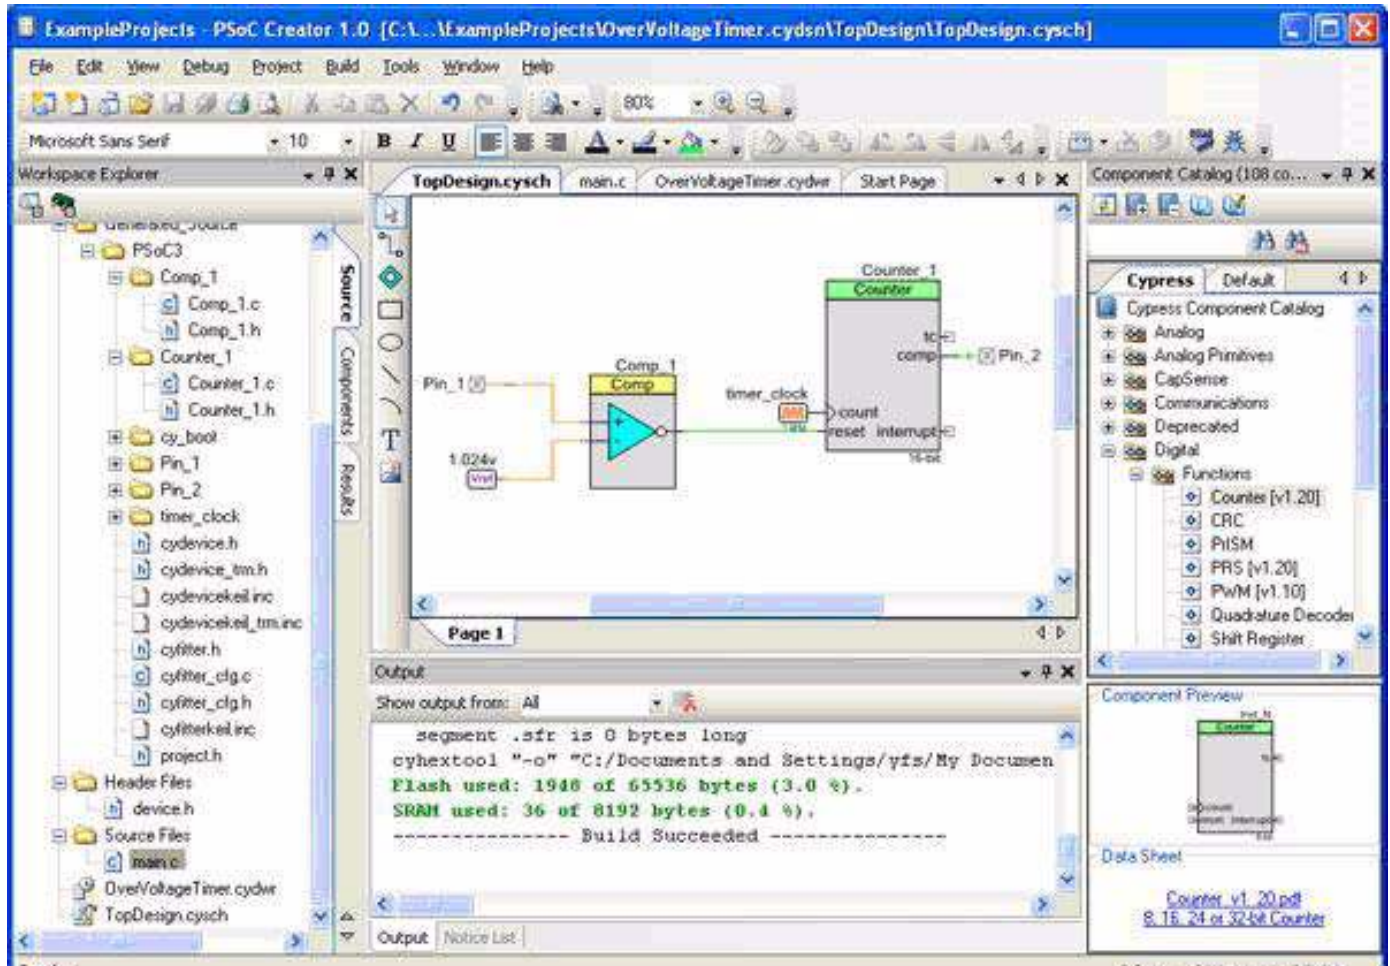 ExampleProjects - PSoC Creator 1.0 [C:\...\ExampleProjects\OverVoltageTimer.cydsn\TopDesign\TopDesign.cysch]
File Edit View Debug Project Build Tools Window Help
80%
Microsoft Sans Serif 10 B I U A
Workspace Explorer
Generated_Source
PSoC3
Comp_1
Comp_1.c
Comp_1.h
Counter_1
Counter_1.c
Counter_1.h
cy_boot
Pin_1
Pin_2
timer_clock
cydevice.h
cydevice_trm.h
cydevicekeil.inc
cydevicekeil_trm.inc
cyfitter.h
cyfitter_cfg.c
cyfitter_cfg.h
cyfitterkeil.inc
project.h
Header Files
device.h
Source Files
main.c
OverVoltageTimer.cydwr
TopDesign.cysch
Source
Components
Results
TopDesign.cysch main.c OverVoltageTimer.cydwr Start Page
T
Counter_1
Counter
tc
comp
Pin_2
Comp_1
Comp
Pin_1
timer_clock
count
reset interrupt
16-bit
1.024v
Vref
Page 1
Output
Show output from: All
segment .sfr is 0 bytes long
cyhextool "-o" "C:/Documents and Settings/yfs/My Documen
Flash used: 1948 of 65536 bytes (3.0 %).
SRAM used: 36 of 8192 bytes (0.4 %).
--------------- Build Succeeded ---------------
Output Notice List
Component Catalog (108 co...
Cypress Default
Cypress Component Catalog
Analog
Analog Primitives
CapSense
Communications
Deprecated
Digital
Functions
Counter [v1.20]
CRC
PrISM
PRS [v1.20]
PWM [v1.10]
Quadrature Decoder
Shift Register
Component Preview
Counter
Data Sheet
Counter_v1_20.pdf
8, 16, 24 or 32-bit Counter